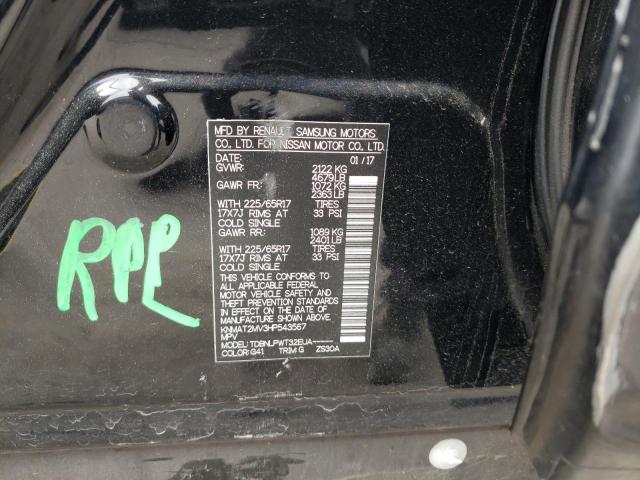 MFD BY RENAULT SAMSUNG MOTORS
CO. LTD. FOR NISSAN MOTOR CO., LTD.
DATE: 01/17
GVWR: 2122 KG
4679 LB
GAWR FR: 1072 KG
2363 LB
WITH 225/65R17 TIRES
17X7J RIMS AT 33 PSI
COLD SINGLE
GAWR RR: 1089 KG
2401 LB
WITH 225/65R17 TIRES
17X7J RIMS AT 33 PSI
COLD SINGLE
THIS VEHICLE CONFORMS TO
ALL APPLICABLE FEDERAL
MOTOR VEHICLE SAFETY AND
THEFT PREVENTION STANDARDS
IN EFFECT ON THE DATE OF
MANUFACTURE SHOWN ABOVE.
KNMAT2MV3HP543567
MPV
MODEL: TDBNLPWT32EUA------
COLOR: G41 TRIM G ZS30A
RPL